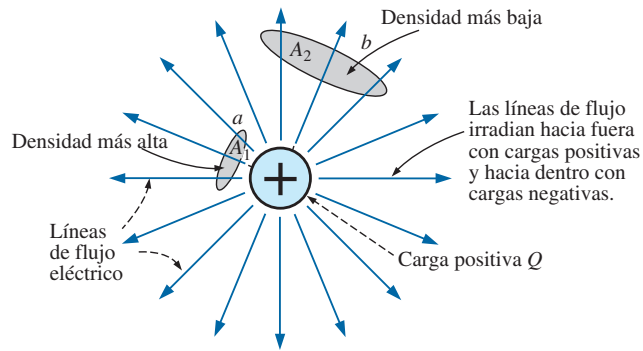 Densidad más baja
b
A2
a
A1
Densidad más alta
Las líneas de flujo
irradian hacia fuera
con cargas positivas
y hacia dentro con
cargas negativas.
+
Líneas
de flujo
eléctrico
Carga positiva Q